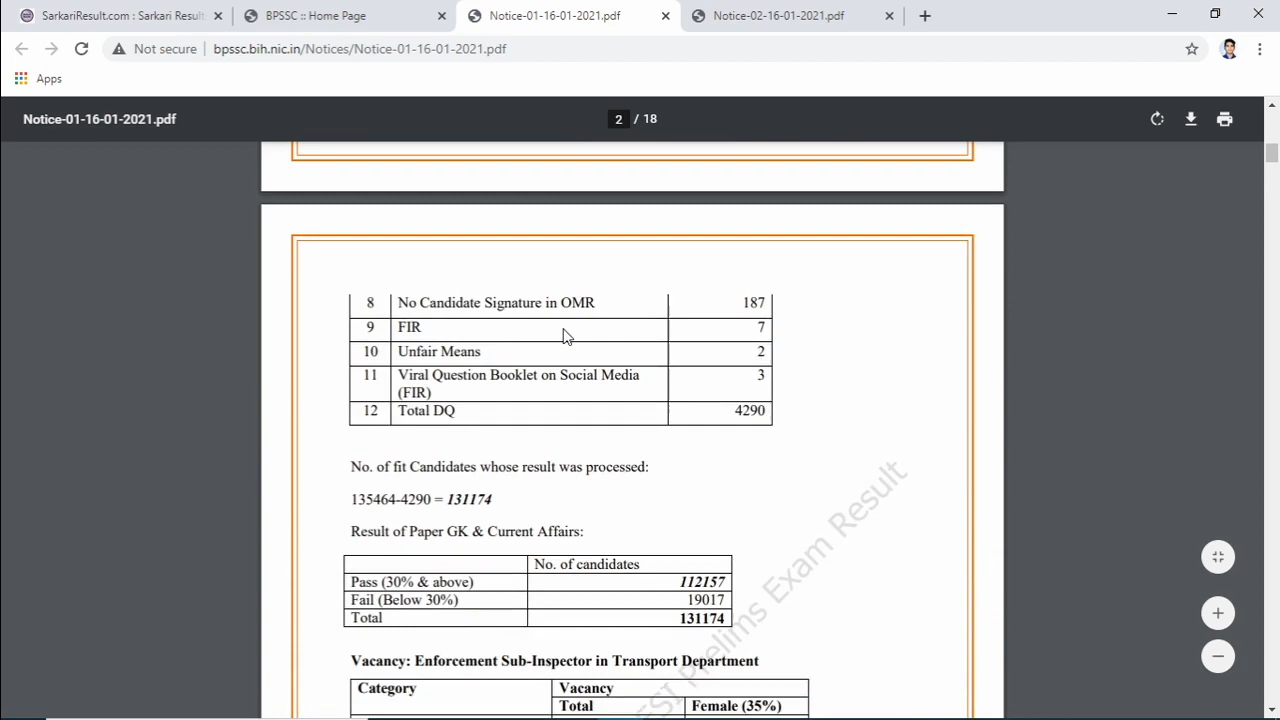 SarkariResult.com : Sarkari Result
BPSSC :: Home Page
Notice-01-16-01-2021.pdf
Notice-02-16-01-2021.pdf
Not secure | bpssc.bih.nic.in/Notices/Notice-01-16-01-2021.pdf
Apps
Notice-01-16-01-2021.pdf 2 / 18
8 No Candidate Signature in OMR 187
9 FIR 7
10 Unfair Means 2
11 Viral Question Booklet on Social Media 3
(FIR)
12 Total DQ 4290
No. of fit Candidates whose result was processed:
135464-4290 = 131174
Result of Paper GK & Current Affairs:
No. of candidates
Pass (30% & above) 112157
Fail (Below 30%) 19017
Total 131174
Vacancy: Enforcement Sub-Inspector in Transport Department
Category Vacancy
Total Female (35%)
ESI Prelims Exam Result